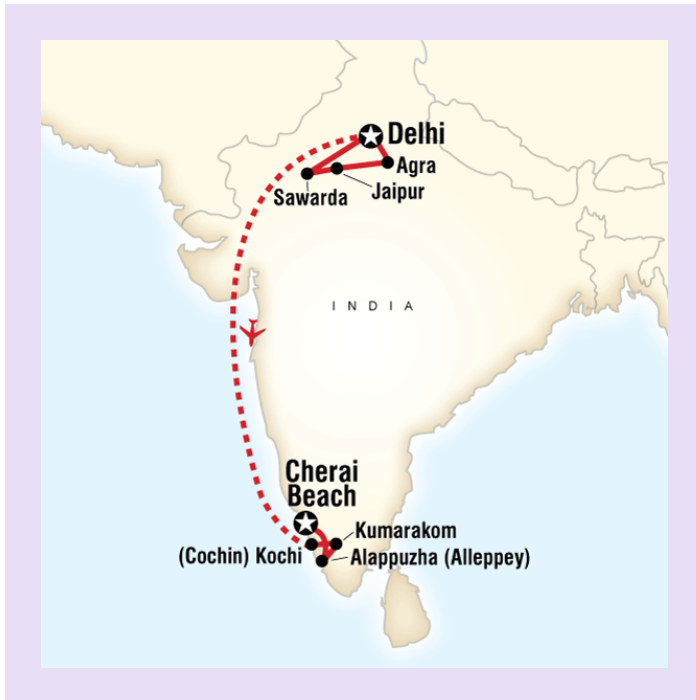 Delhi
Agra
Jaipur
Sawarda
INDIA
Cherai
Beach
Kumarakom
(Cochin) Kochi
Alappuzha (Alleppey)